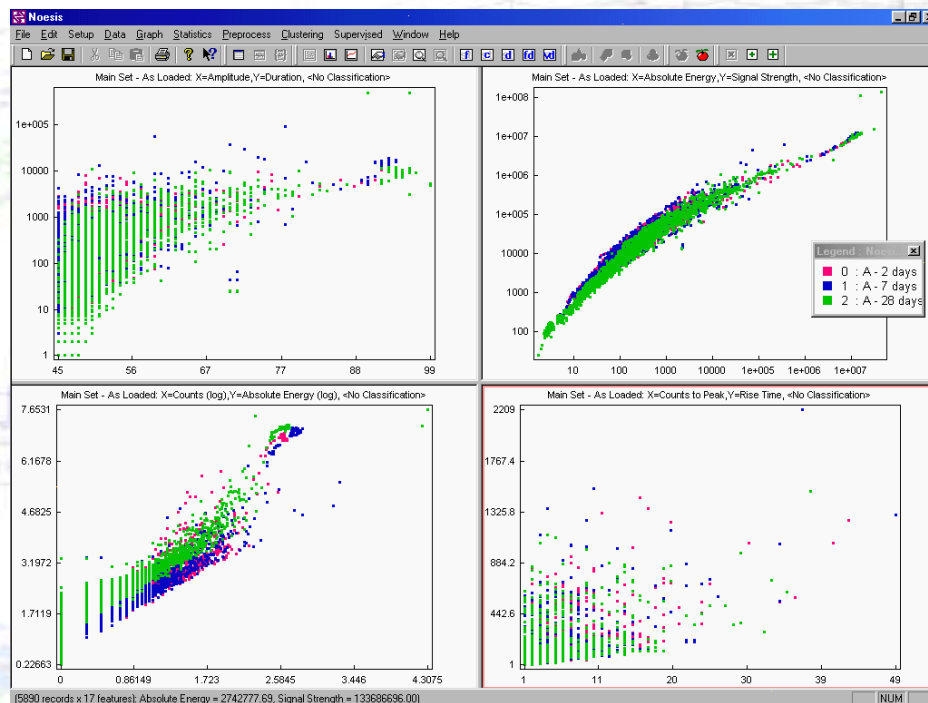 Noesis
File Edit Setup Data Graph Statistics Preprocess Clustering Supervised Window Help
f c d fd vd
Main Set - As Loaded: X=Amplitude,Y=Duration, <No Classification>
1e+005
10000
1000
100
10
1
45 56 67 77 88 99
Main Set - As Loaded: X=Absolute Energy,Y=Signal Strength, <No Classification>
1e+008
1e+007
1e+006
1e+005
10000
1000
100
10 100 1000 10000 1e+005 1e+006 1e+007
Legend : Noesi
0 : A - 2 days
1 : A - 7 days
2 : A - 28 days
Main Set - As Loaded: X=Counts (log),Y=Absolute Energy (log), <No Classification>
7.6531
6.1678
4.6825
3.1972
1.7119
0.22663
0 0.86149 1.723 2.5845 3.446 4.3075
Main Set - As Loaded: X=Counts to Peak,Y=Rise Time, <No Classification>
2209
1767.4
1325.8
884.2
442.6
1
1 11 20 30 39 49
(5890 records x 17 features): Absolute Energy = 2742777.69, Signal Strength = 133686696.00)
NUM